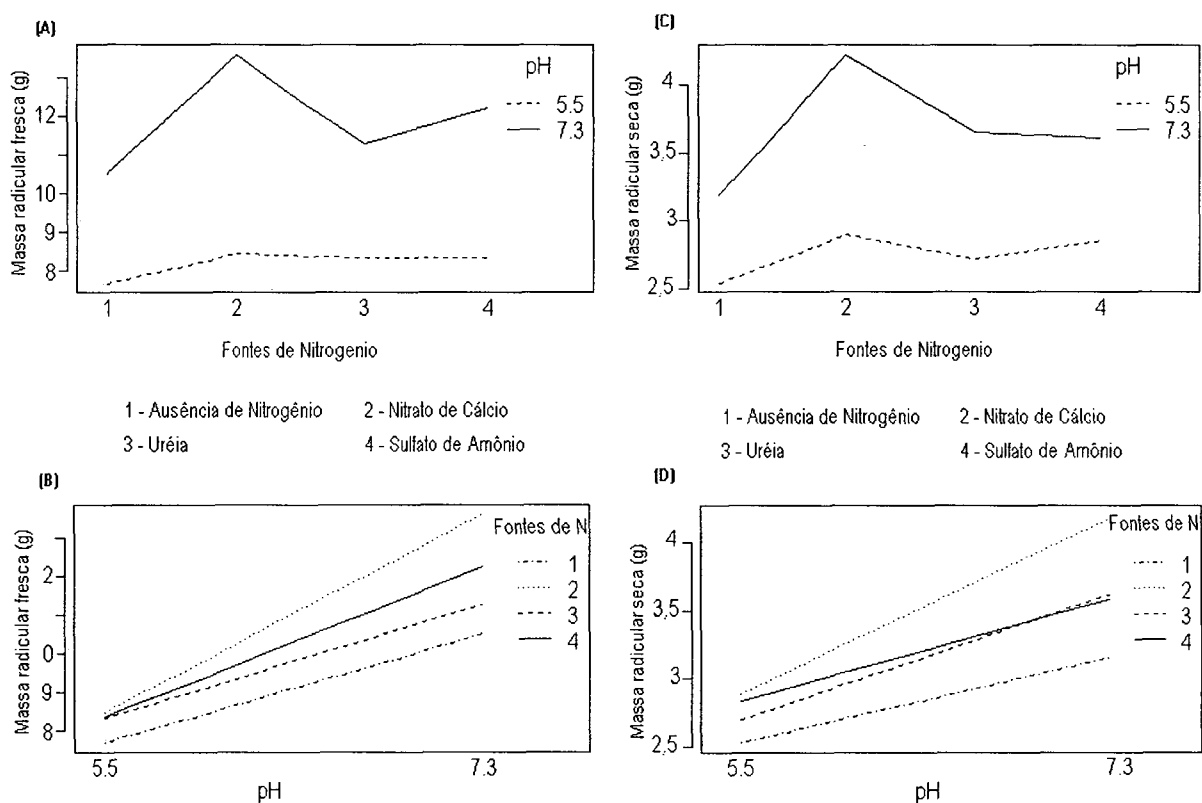 (A)
Massa radicular fresca (g)
12
10
9
8
pH
5.5
7.3
1 2 3 4
Fontes de Nitrogenio
1 - Ausência de Nitrogênio 2 - Nitrato de Cálcio
3 - Uréia 4 - Sulfato de Amônio
(C)
Massa radicular seca (g)
4
3,5
3
2,5
pH
5.5
7.3
1 2 3 4
Fontes de Nitrogenio
1 - Ausência de Nitrogênio 2 - Nitrato de Cálcio
3 - Uréia 4 - Sulfato de Amônio
(B)
Massa radicular fresca (g)
2
0
9
8
Fontes de N
1
2
3
4
5.5 7.3
pH
(D)
Massa radicular seca (g)
4
3,5
3
2,5
Fontes de N
1
2
3
4
5.5 7.3
pH